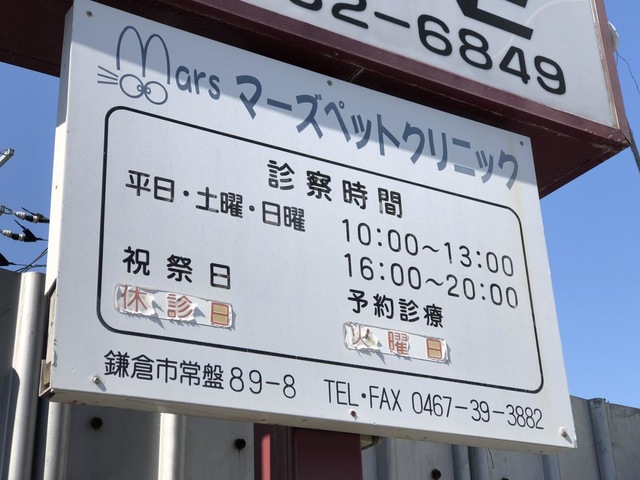 2-6849
Mars マーズペットクリニック
診察時間
平日・土曜・日曜 10:00～13:00
16:00～20:00
祝祭日 予約診療
休診日 火曜日
鎌倉市常盤89-8 TEL・FAX 0467-39-3882